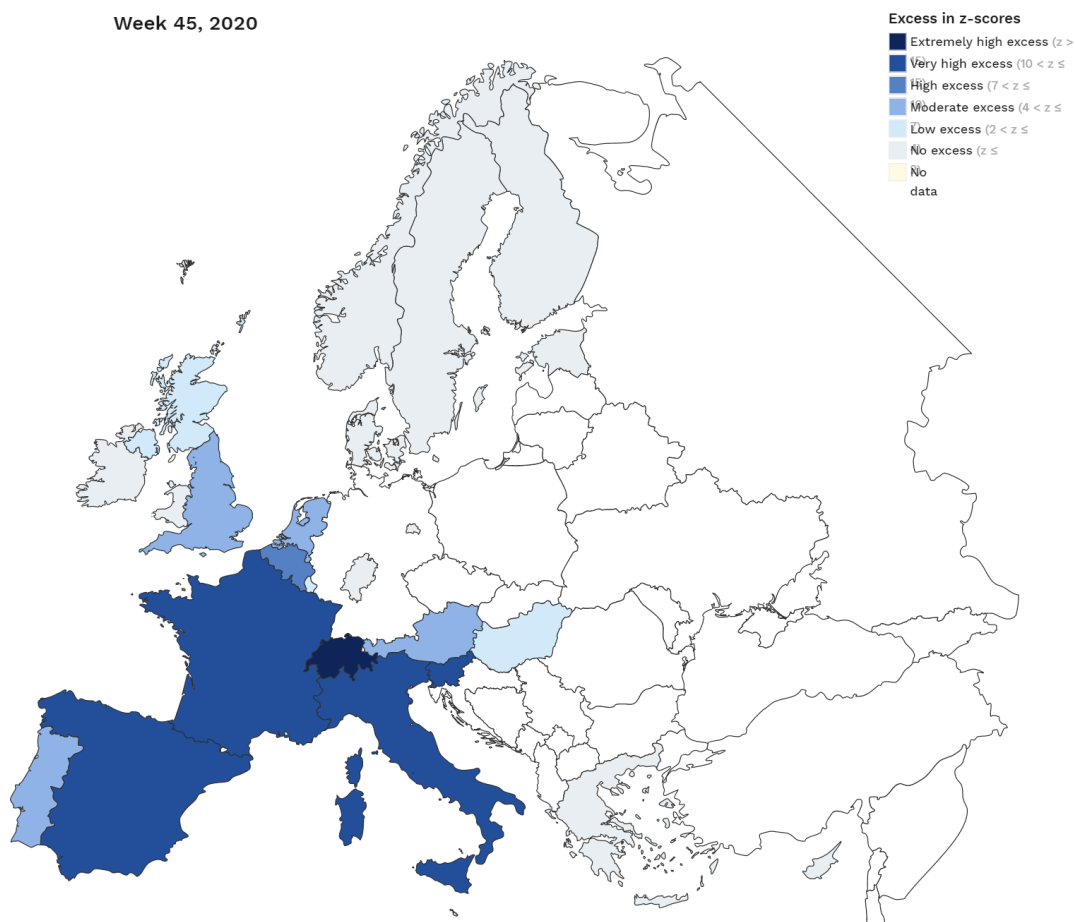 Week 45, 2020
Excess in z-scores
Extremely high excess (z >
Very high excess (10 < z ≤
High excess (7 < z ≤
Moderate excess (4 < z ≤
Low excess (2 < z ≤
No excess (z ≤
No
data